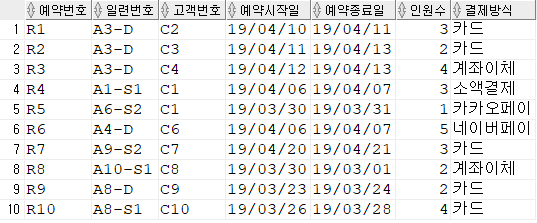 예약번호 일련번호 고객번호 예약시작일 예약종료일 인원수 결제방식
1 R1 A3-D C2 19/04/10 19/04/11 3 카드
2 R2 A3-D C3 19/04/11 19/04/13 2 카드
3 R3 A3-D C4 19/04/12 19/04/13 4 계좌이체
4 R4 A1-S1 C1 19/04/06 19/04/07 3 소액결제
5 R5 A6-S2 C1 19/03/30 19/03/31 1 카카오페이
6 R6 A4-D C6 19/04/06 19/04/07 5 네이버페이
7 R7 A9-S2 C7 19/04/20 19/04/21 3 카드
8 R8 A10-S1 C8 19/03/30 19/03/01 2 계좌이체
9 R9 A8-D C9 19/03/23 19/03/24 2 카드
10 R10 A8-S1 C10 19/03/26 19/03/28 4 카드